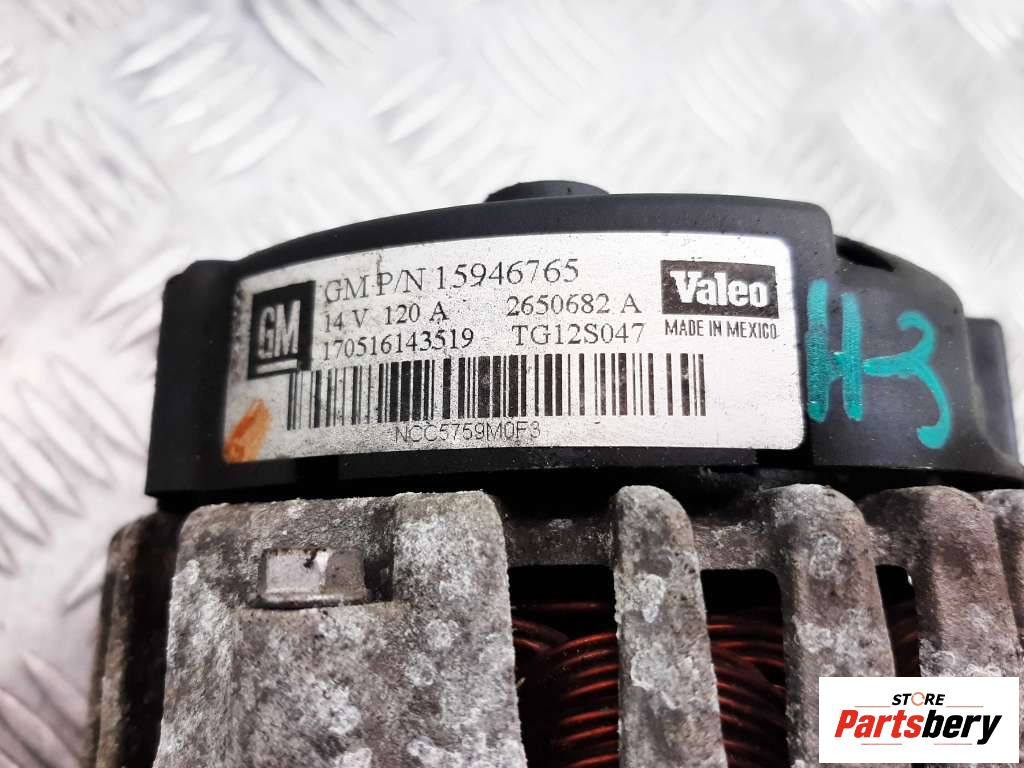 GM
GM P/N 15946765
14 V 120 A 2650682 A
170516143519 TG12S047
Valeo
MADE IN MEXICO
NCC5759M0F3
H-3
STORE
Partsbery